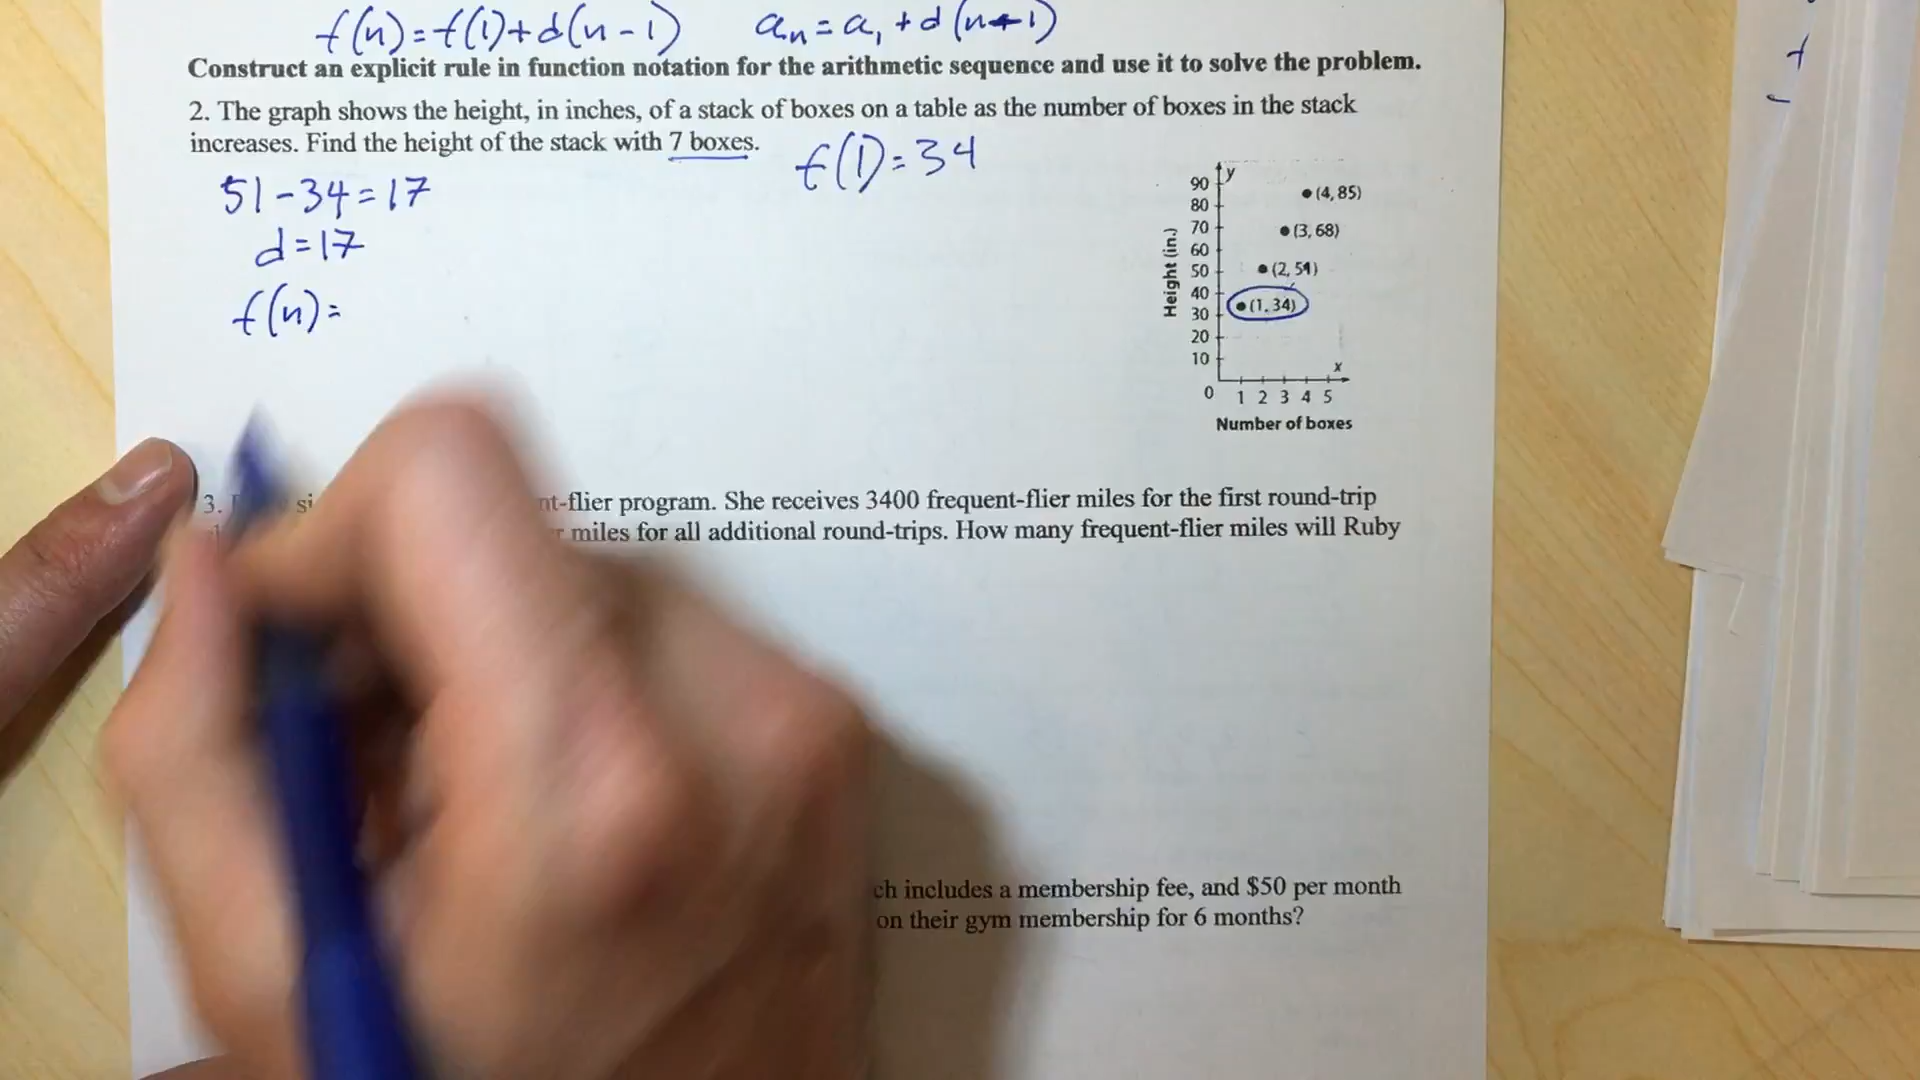 f(n)=f(1)+d(n-1) an=a1+d(n-1)
Construct an explicit rule in function notation for the arithmetic sequence and use it to solve the problem.
2. The graph shows the height, in inches, of a stack of boxes on a table as the number of boxes in the stack
increases. Find the height of the stack with 7 boxes.
f(1)=34
51-34=17
d=17
f(n)=
y
90
80
70
60
50
40
30
20
10
0
Height (in.)
(4, 85)
(3, 68)
(2, 51)
(1, 34)
x
1 2 3 4 5
Number of boxes
3. si nt-flier program. She receives 3400 frequent-flier miles for the first round-trip
miles for all additional round-trips. How many frequent-flier miles will Ruby
ch includes a membership fee, and $50 per month
on their gym membership for 6 months?